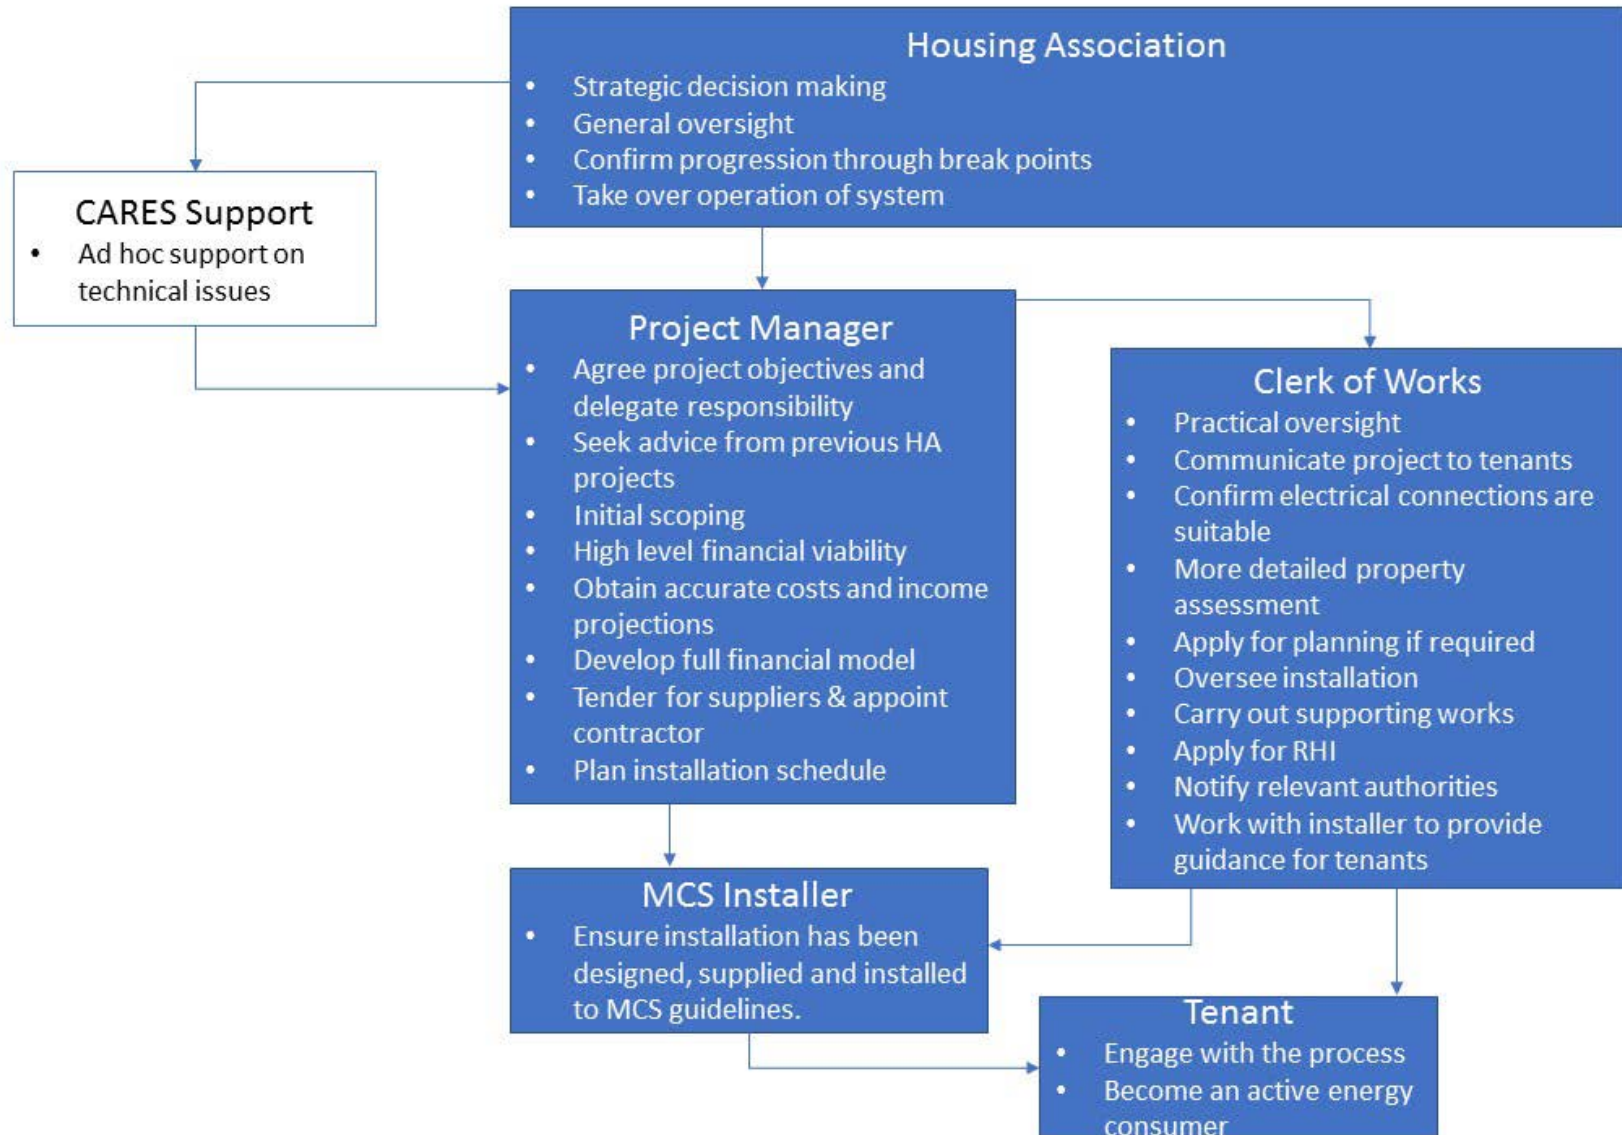 Housing Association
• Strategic decision making
• General oversight
• Confirm progression through break points
• Take over operation of system
CARES Support
• Ad hoc support on
technical issues
Project Manager
• Agree project objectives and
delegate responsibility
• Seek advice from previous HA
projects
• Initial scoping
• High level financial viability
• Obtain accurate costs and income
projections
• Develop full financial model
• Tender for suppliers & appoint
contractor
• Plan installation schedule
Clerk of Works
• Practical oversight
• Communicate project to tenants
• Confirm electrical connections are
suitable
• More detailed property
assessment
• Apply for planning if required
• Oversee installation
• Carry out supporting works
• Apply for RHI
• Notify relevant authorities
• Work with installer to provide
guidance for tenants
MCS Installer
• Ensure installation has been
designed, supplied and installed
to MCS guidelines.
Tenant
• Engage with the process
• Become an active energy
consumer